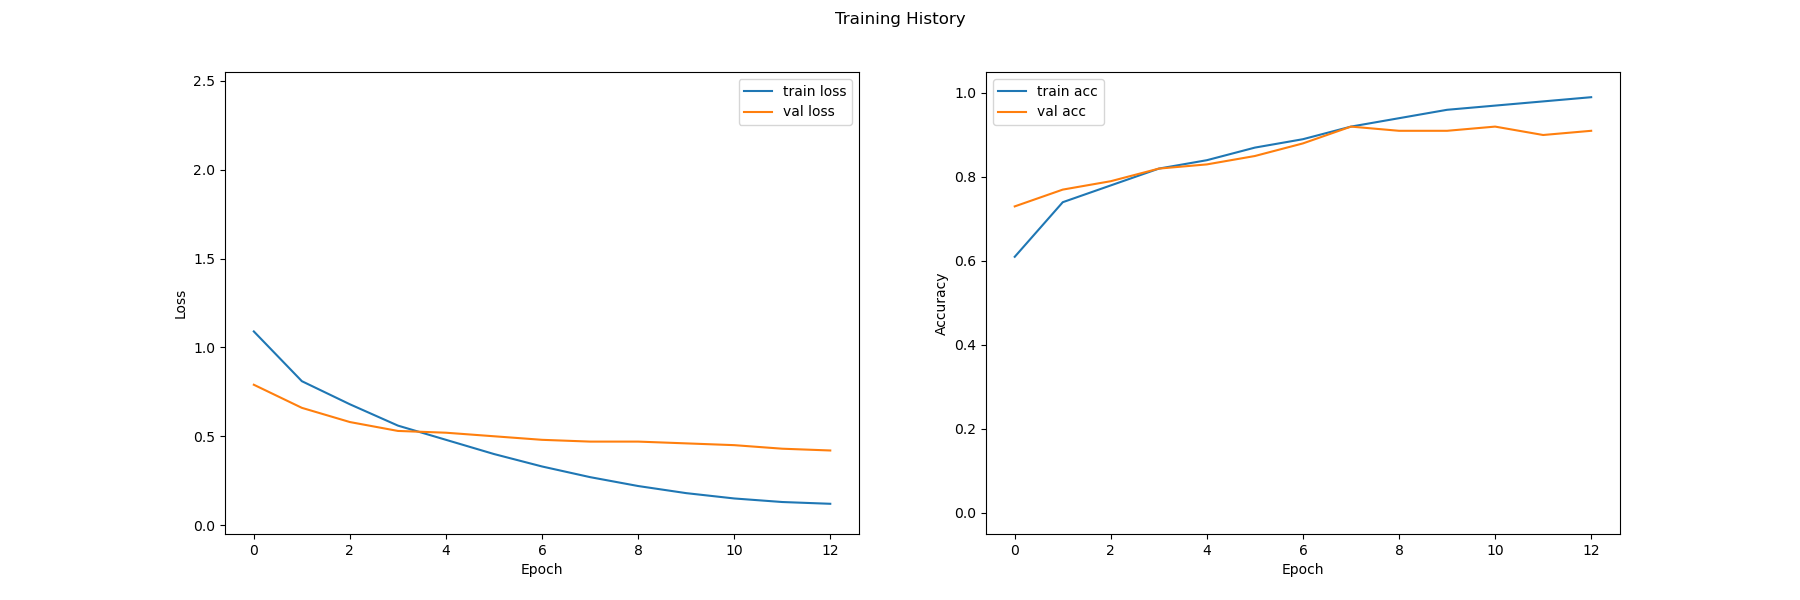 Training History
2.5
2.0
1.5
1.0
0.5
0.0
Loss
0 2 4 6 8 10 12
Epoch
train loss
val loss
1.0
0.8
0.6
0.4
0.2
0.0
Accuracy
0 2 4 6 8 10 12
Epoch
train acc
val acc